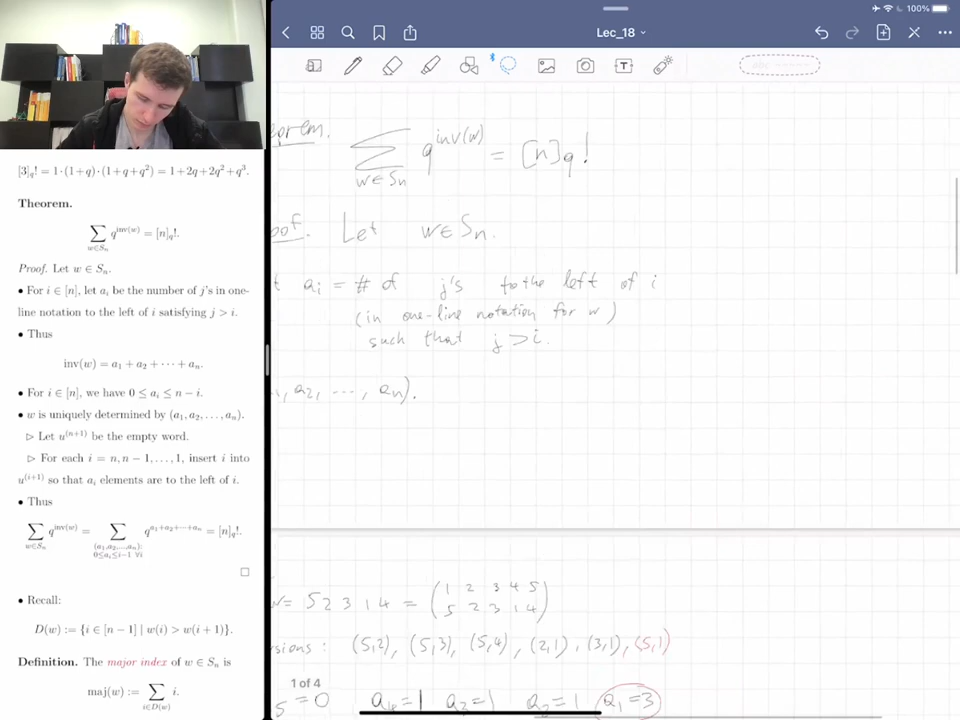 [3]_q! = 1·(1+q)·(1+q+q²) = 1+2q+2q²+q³.
Theorem.
∑_{w∈S_n} q^{inv(w)} = [n]_q!.
Proof. Let w ∈ S_n.
• For i ∈ [n], let a_i be the number of j's in one-
line notation to the left of i satisfying j > i.
• Thus
inv(w) = a_1 + a_2 + ··· + a_n.
• For i ∈ [n], we have 0 ≤ a_i ≤ n − i.
• w is uniquely determined by (a_1, a_2, ..., a_n).
▷ Let u^{(n+1)} be the empty word.
▷ For each i = n, n − 1, ..., 1, insert i into
u^{(i+1)} so that a_i elements are to the left of i.
• Thus
∑_{w∈S_n} q^{inv(w)} = ∑_{(a_1,a_2,...,a_n): 0≤a_i≤i−1 ∀i} q^{a_1+a_2+···+a_n} = [n]_q!.
□
• Recall:
D(w) := {i ∈ [n − 1] | w(i) > w(i + 1)}.
Definition. The major index of w ∈ S_n is
maj(w) := ∑_{i∈D(w)} i.
100%
Lec_18
T
eorem.
∑_{w∈S_n} q^{inv(w)} = [n]_q!
oof. Let w∈S_n.
t a_i = # of j's to the left of i
(in one-line notation for w)
such that j > i.
, a_2, ···, a_n).
w= 5 2 3 1 4 = (1 2 3 4 5
5 2 3 1 4)
rsions : (5,2), (5,3), (5,4), (2,1), (3,1), (5,1)
1 of 4
5 = 0 a_4 = 1 a_3 = 1 a_2 = 1 a_1 = 3